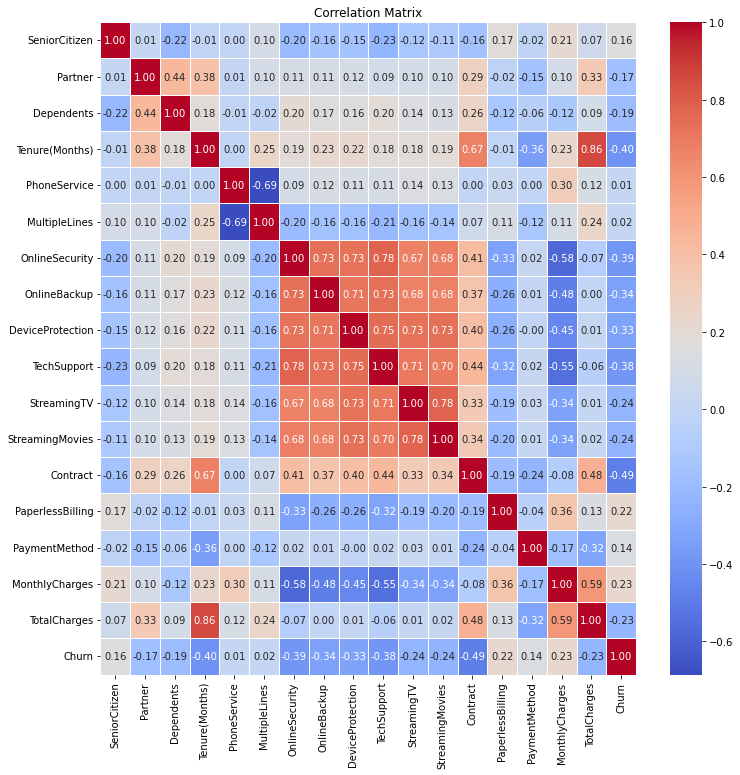 Correlation Matrix
SeniorCitizen 1.00 0.01 -0.22 -0.01 0.00 0.10 -0.20 -0.16 -0.15 -0.23 -0.12 -0.11 -0.16 0.17 -0.02 0.21 0.07 0.16
Partner 0.01 1.00 0.44 0.38 0.01 0.10 0.11 0.11 0.12 0.09 0.10 0.10 0.29 -0.02 -0.15 0.10 0.33 -0.17
Dependents -0.22 0.44 1.00 0.18 -0.01 -0.02 0.20 0.17 0.16 0.20 0.14 0.13 0.26 -0.12 -0.06 -0.12 0.09 -0.19
Tenure(Months) -0.01 0.38 0.18 1.00 0.00 0.25 0.19 0.23 0.22 0.18 0.18 0.19 0.67 -0.01 -0.36 0.23 0.86 -0.40
PhoneService 0.00 0.01 -0.01 0.00 1.00 -0.69 0.09 0.12 0.11 0.11 0.14 0.13 0.00 0.03 0.00 0.30 0.12 0.01
MultipleLines 0.10 0.10 -0.02 0.25 -0.69 1.00 -0.20 -0.16 -0.16 -0.21 -0.16 -0.14 0.07 0.11 -0.12 0.11 0.24 0.02
OnlineSecurity -0.20 0.11 0.20 0.19 0.09 -0.20 1.00 0.73 0.73 0.78 0.67 0.68 0.41 -0.33 0.02 -0.58 -0.07 -0.39
OnlineBackup -0.16 0.11 0.17 0.23 0.12 -0.16 0.73 1.00 0.71 0.73 0.68 0.68 0.37 -0.26 0.01 -0.48 0.00 -0.34
DeviceProtection -0.15 0.12 0.16 0.22 0.11 -0.16 0.73 0.71 1.00 0.75 0.73 0.73 0.40 -0.26 -0.00 -0.45 0.01 -0.33
TechSupport -0.23 0.09 0.20 0.18 0.11 -0.21 0.78 0.73 0.75 1.00 0.71 0.70 0.44 -0.32 0.02 -0.55 -0.06 -0.38
StreamingTV -0.12 0.10 0.14 0.18 0.14 -0.16 0.67 0.68 0.73 0.71 1.00 0.78 0.33 -0.19 0.03 -0.34 0.01 -0.24
StreamingMovies -0.11 0.10 0.13 0.19 0.13 -0.14 0.68 0.68 0.73 0.70 0.78 1.00 0.34 -0.20 0.01 -0.34 0.02 -0.24
Contract -0.16 0.29 0.26 0.67 0.00 0.07 0.41 0.37 0.40 0.44 0.33 0.34 1.00 -0.19 -0.24 -0.08 0.48 -0.49
PaperlessBilling 0.17 -0.02 -0.12 -0.01 0.03 0.11 -0.33 -0.26 -0.26 -0.32 -0.19 -0.20 -0.19 1.00 -0.04 0.36 0.13 0.22
PaymentMethod -0.02 -0.15 -0.06 -0.36 0.00 -0.12 0.02 0.01 -0.00 0.02 0.03 0.01 -0.24 -0.04 1.00 -0.17 -0.32 0.14
MonthlyCharges 0.21 0.10 -0.12 0.23 0.30 0.11 -0.58 -0.48 -0.45 -0.55 -0.34 -0.34 -0.08 0.36 -0.17 1.00 0.59 0.23
TotalCharges 0.07 0.33 0.09 0.86 0.12 0.24 -0.07 0.00 0.01 -0.06 0.01 0.02 0.48 0.13 -0.32 0.59 1.00 -0.23
Churn 0.16 -0.17 -0.19 -0.40 0.01 0.02 -0.39 -0.34 -0.33 -0.38 -0.24 -0.24 -0.49 0.22 0.14 0.23 -0.23 1.00
SeniorCitizen
Partner
Dependents
Tenure(Months)
PhoneService
MultipleLines
OnlineSecurity
OnlineBackup
DeviceProtection
TechSupport
StreamingTV
StreamingMovies
Contract
PaperlessBilling
PaymentMethod
MonthlyCharges
TotalCharges
Churn
1.0
0.8
0.6
0.4
0.2
0.0
−0.2
−0.4
−0.6